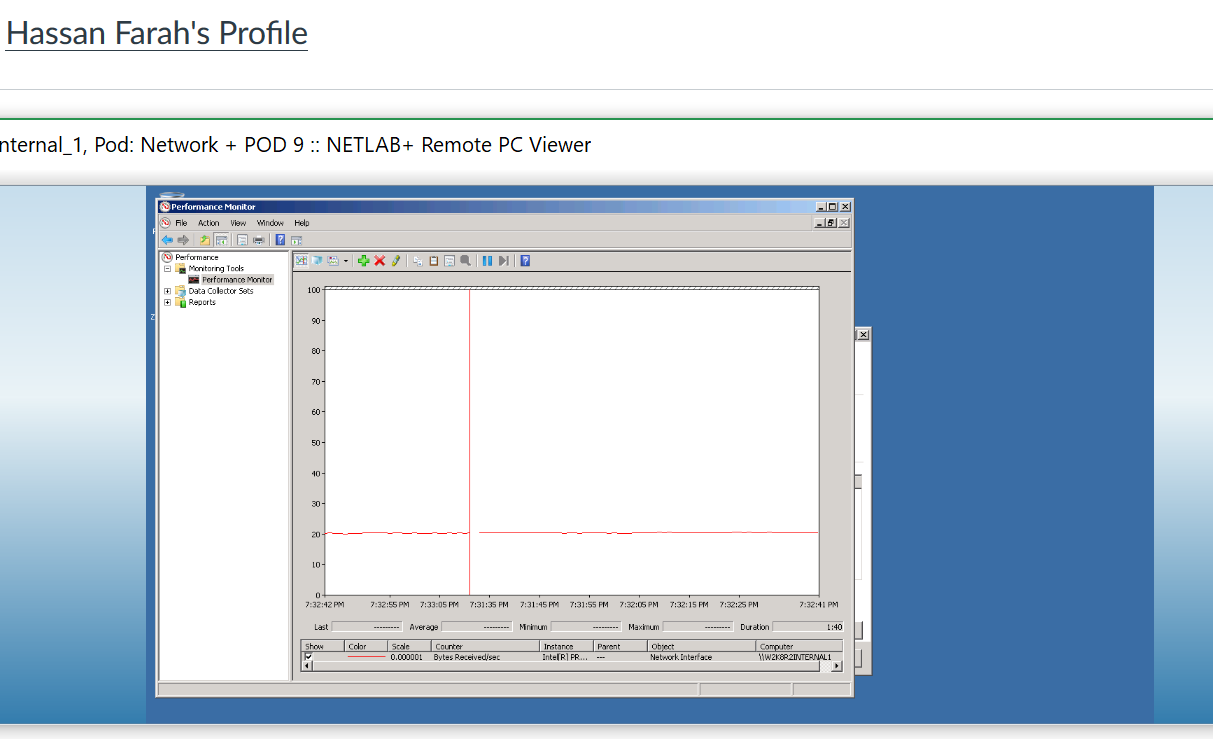 Hassan Farah's Profile
nternal_1, Pod: Network + POD 9 :: NETLAB+ Remote PC Viewer
Performance Monitor
File Action View Window Help
Performance
Monitoring Tools
Performance Monitor
Data Collector Sets
Reports
100
90
80
70
60
50
40
30
20
10
0
7:32:42 PM 7:32:55 PM 7:33:05 PM 7:31:35 PM 7:31:45 PM 7:31:55 PM 7:32:05 PM 7:32:15 PM 7:32:25 PM 7:32:41 PM
Last --------- Average --------- Minimum --------- Maximum --------- Duration 1:40
Show Color Scale Counter Instance Parent Object Computer
0.000001 Bytes Received/sec Intel[R] PR... --- Network Interface \\W2K8R2INTERNAL1